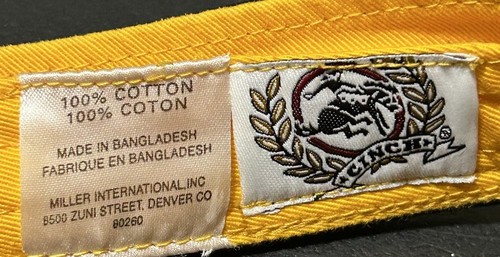 100% COTTON
100% COTON
MADE IN BANGLADESH
FABRIQUE EN BANGLADESH
MILLER INTERNATIONAL, INC
8500 ZUNI STREET, DENVER CO
80260
CINCH
®